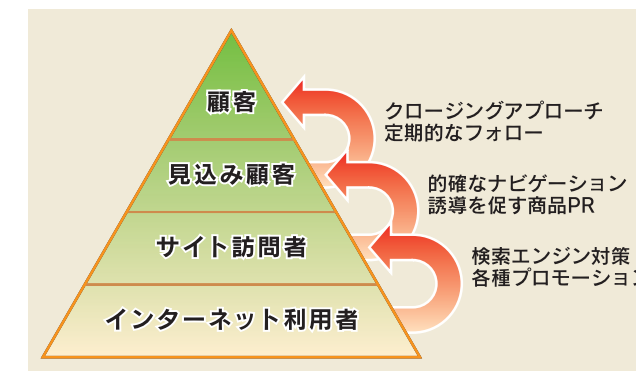 顧客
クロージングアプローチ
定期的なフォロー
見込み顧客
的確なナビゲーション
誘導を促す商品PR
サイト訪問者
検索エンジン対策
各種プロモーション
インターネット利用者